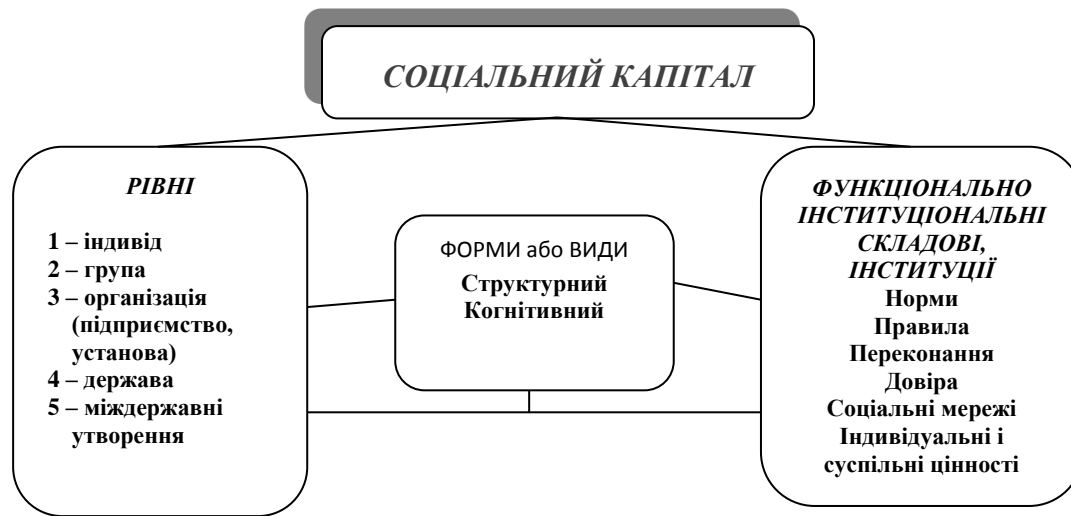 СОЦІАЛЬНИЙ КАПІТАЛ
РІВНІ
1 – індивід
2 – група
3 – організація
(підприємство,
установа)
4 – держава
5 – міждержавні
утворення
ФОРМИ або ВИДИ
Структурний
Когнітивний
ФУНКЦІОНАЛЬНО
ІНСТИТУЦІОНАЛЬНІ
СКЛАДОВІ,
ІНСТИТУЦІЇ
Норми
Правила
Переконання
Довіра
Соціальні мережі
Індивідуальні і
суспільні цінності